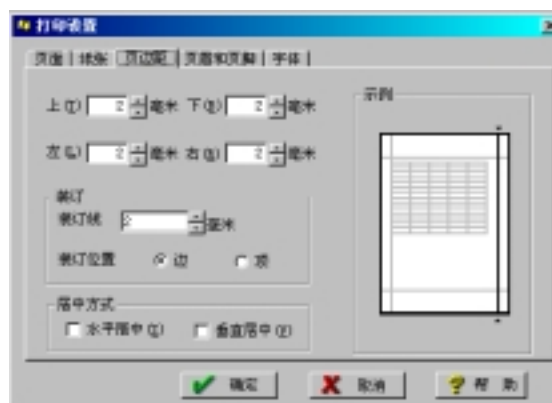 打印设置
页面 纸张 页边距 页眉和页脚 字体
上(T) 2 毫米 下(B) 2 毫米
左(L) 2 毫米 右(R) 2 毫米
装订
装订线 2 毫米
装订位置 边 顶
居中方式
水平居中(Z) 垂直居中(V)
示例
确定 取消 帮助